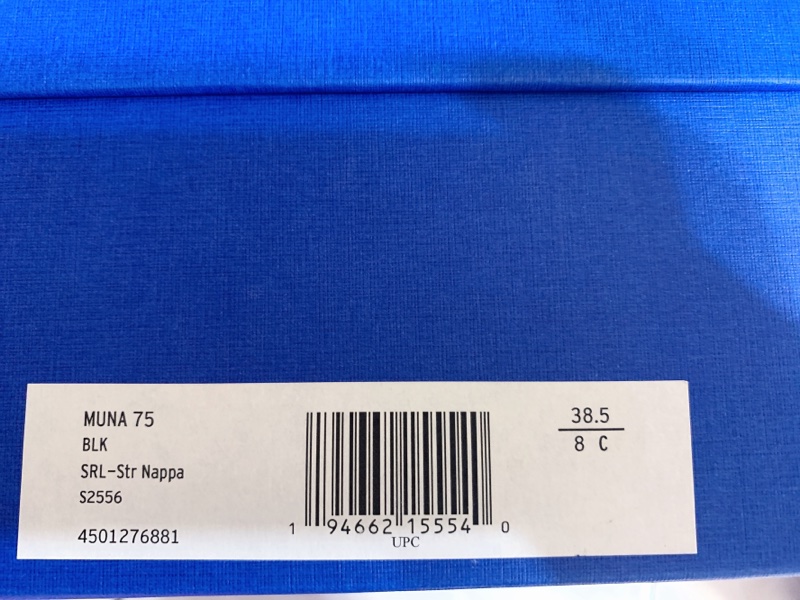 MUNA 75
BLK
SRL-Str Nappa
S2556
4501276881
1 94662 15554 0
UPC
38.5
8 C